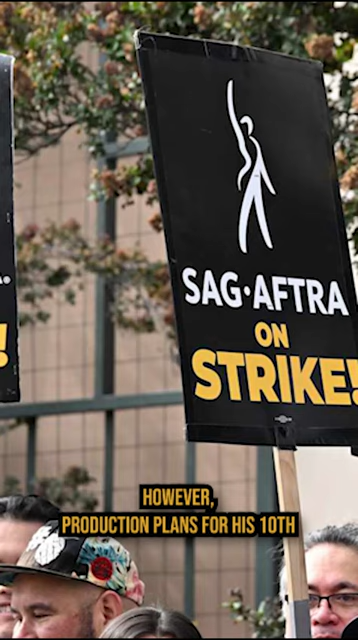 SAG·AFTRA
ON
STRIKE!
A®
!
HOWEVER,
PRODUCTION PLANS FOR HIS 10TH